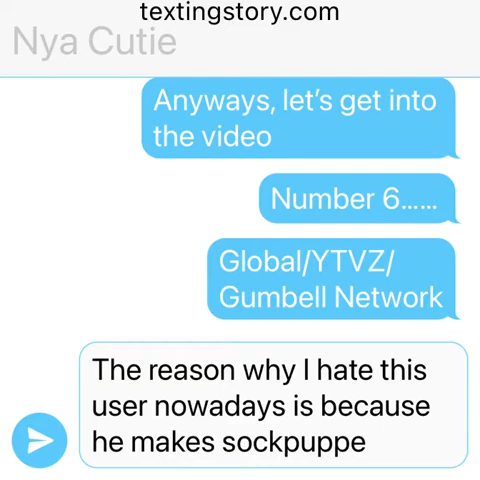 textingstory.com
Nya Cutie
Anyways, let's get into
the video
Number 6......
Global/YTVZ/
Gumbell Network
The reason why I hate this
user nowadays is because
he makes sockpuppe